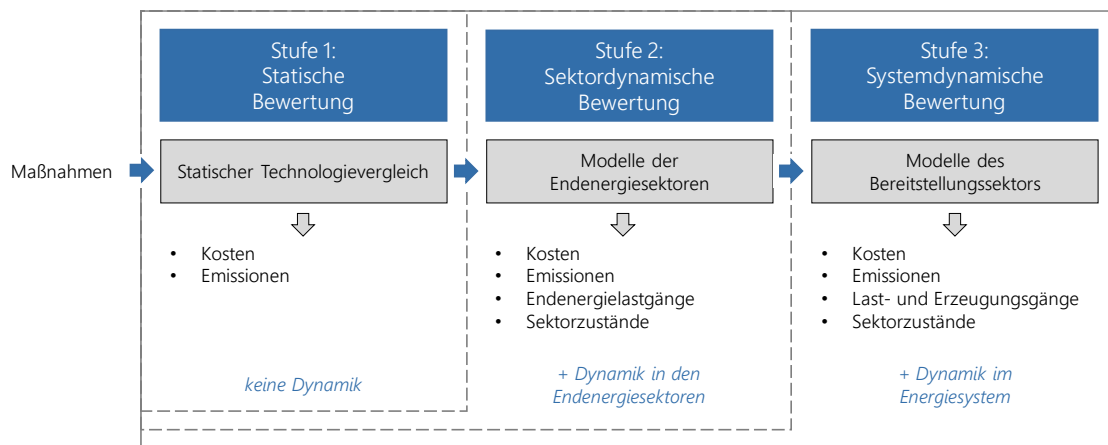 Stufe 1:
Statische
Bewertung
Stufe 2:
Sektordynamische
Bewertung
Stufe 3:
Systemdynamische
Bewertung
Maßnahmen
Statischer Technologievergleich
Modelle der
Endenergiesektoren
Modelle des
Bereitstellungssektors
• Kosten
• Emissionen
• Kosten
• Emissionen
• Endenergielastgänge
• Sektorzustände
• Kosten
• Emissionen
• Last- und Erzeugungsgänge
• Sektorzustände
keine Dynamik
+ Dynamik in den
Endenergiesektoren
+ Dynamik im
Energiesystem